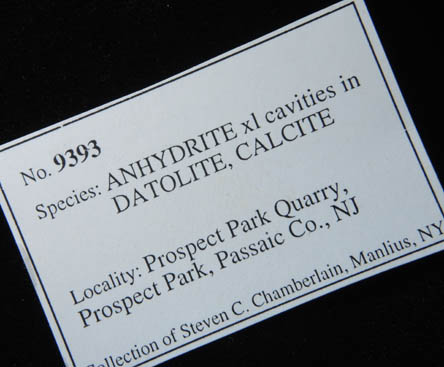 No. 9393
Species: ANHYDRITE xl cavities in
DATOLITE, CALCITE
Locality: Prospect Park Quarry,
Prospect Park, Passaic Co., NJ
Collection of Steven C. Chamberlain, Manlius, NY